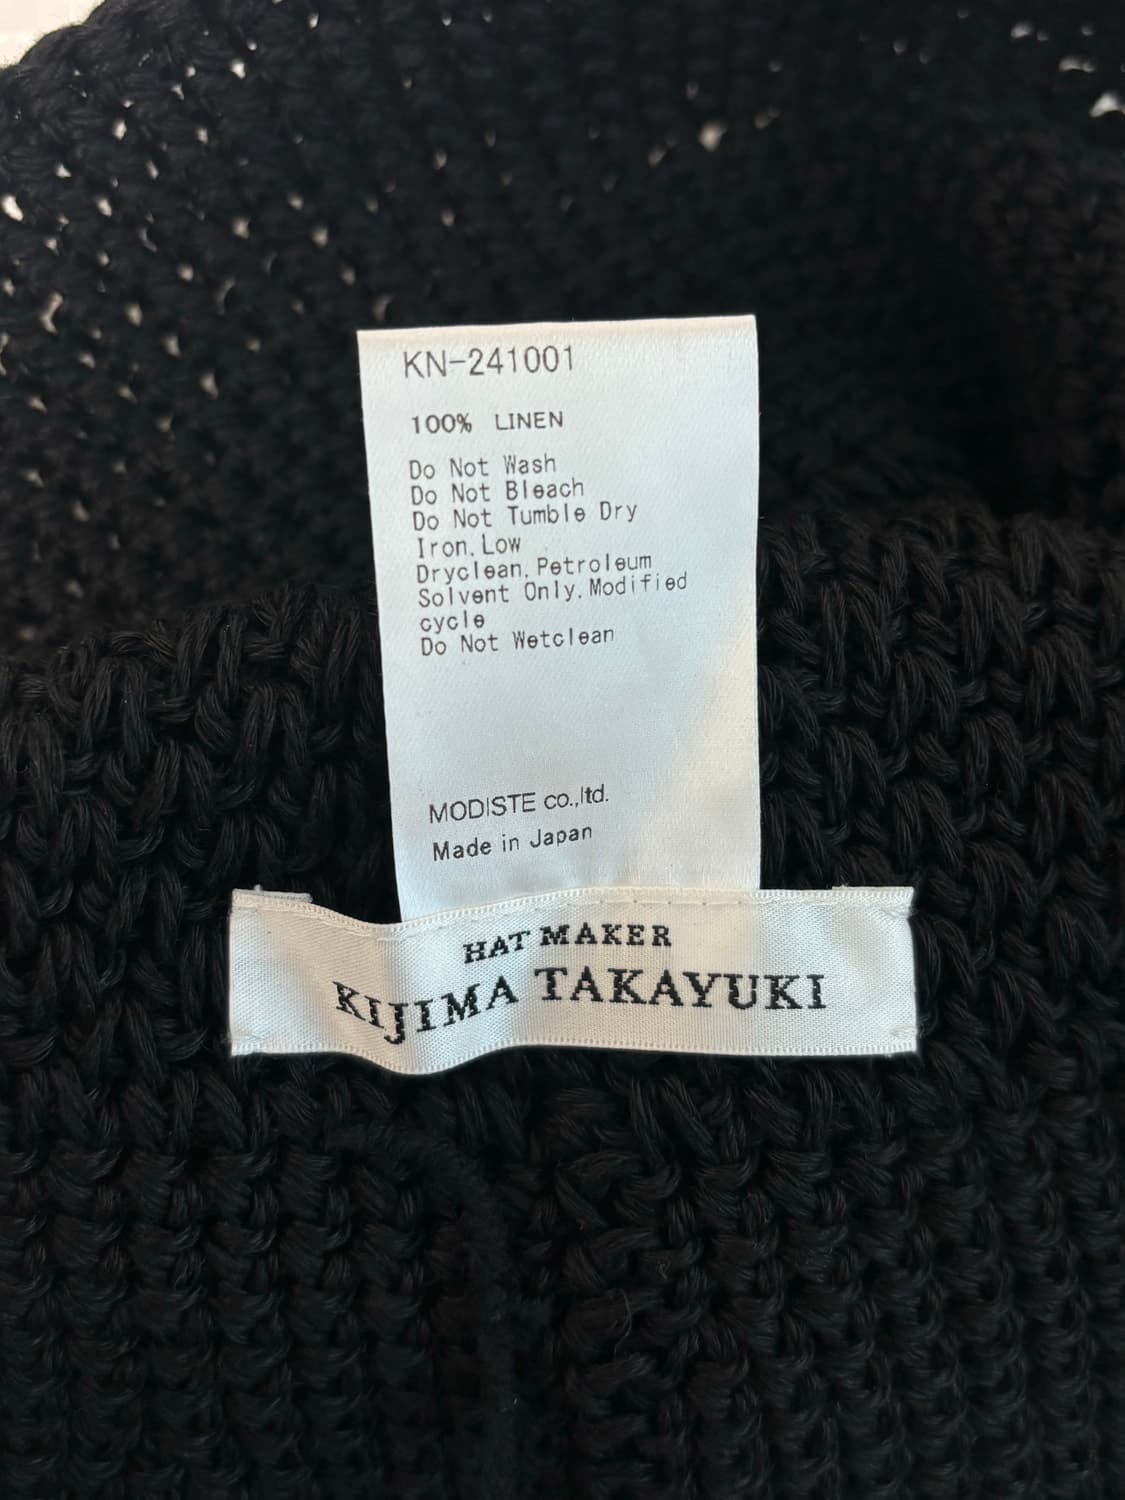 KN-241001
100% LINEN
Do Not Wash
Do Not Bleach
Do Not Tumble Dry
Iron, Low
Dryclean, Petroleum
Solvent Only, Modified
cycle
Do Not Wetclean
MODISTE co.,ltd.
Made in Japan
HAT MAKER
KIJIMA TAKAYUKI